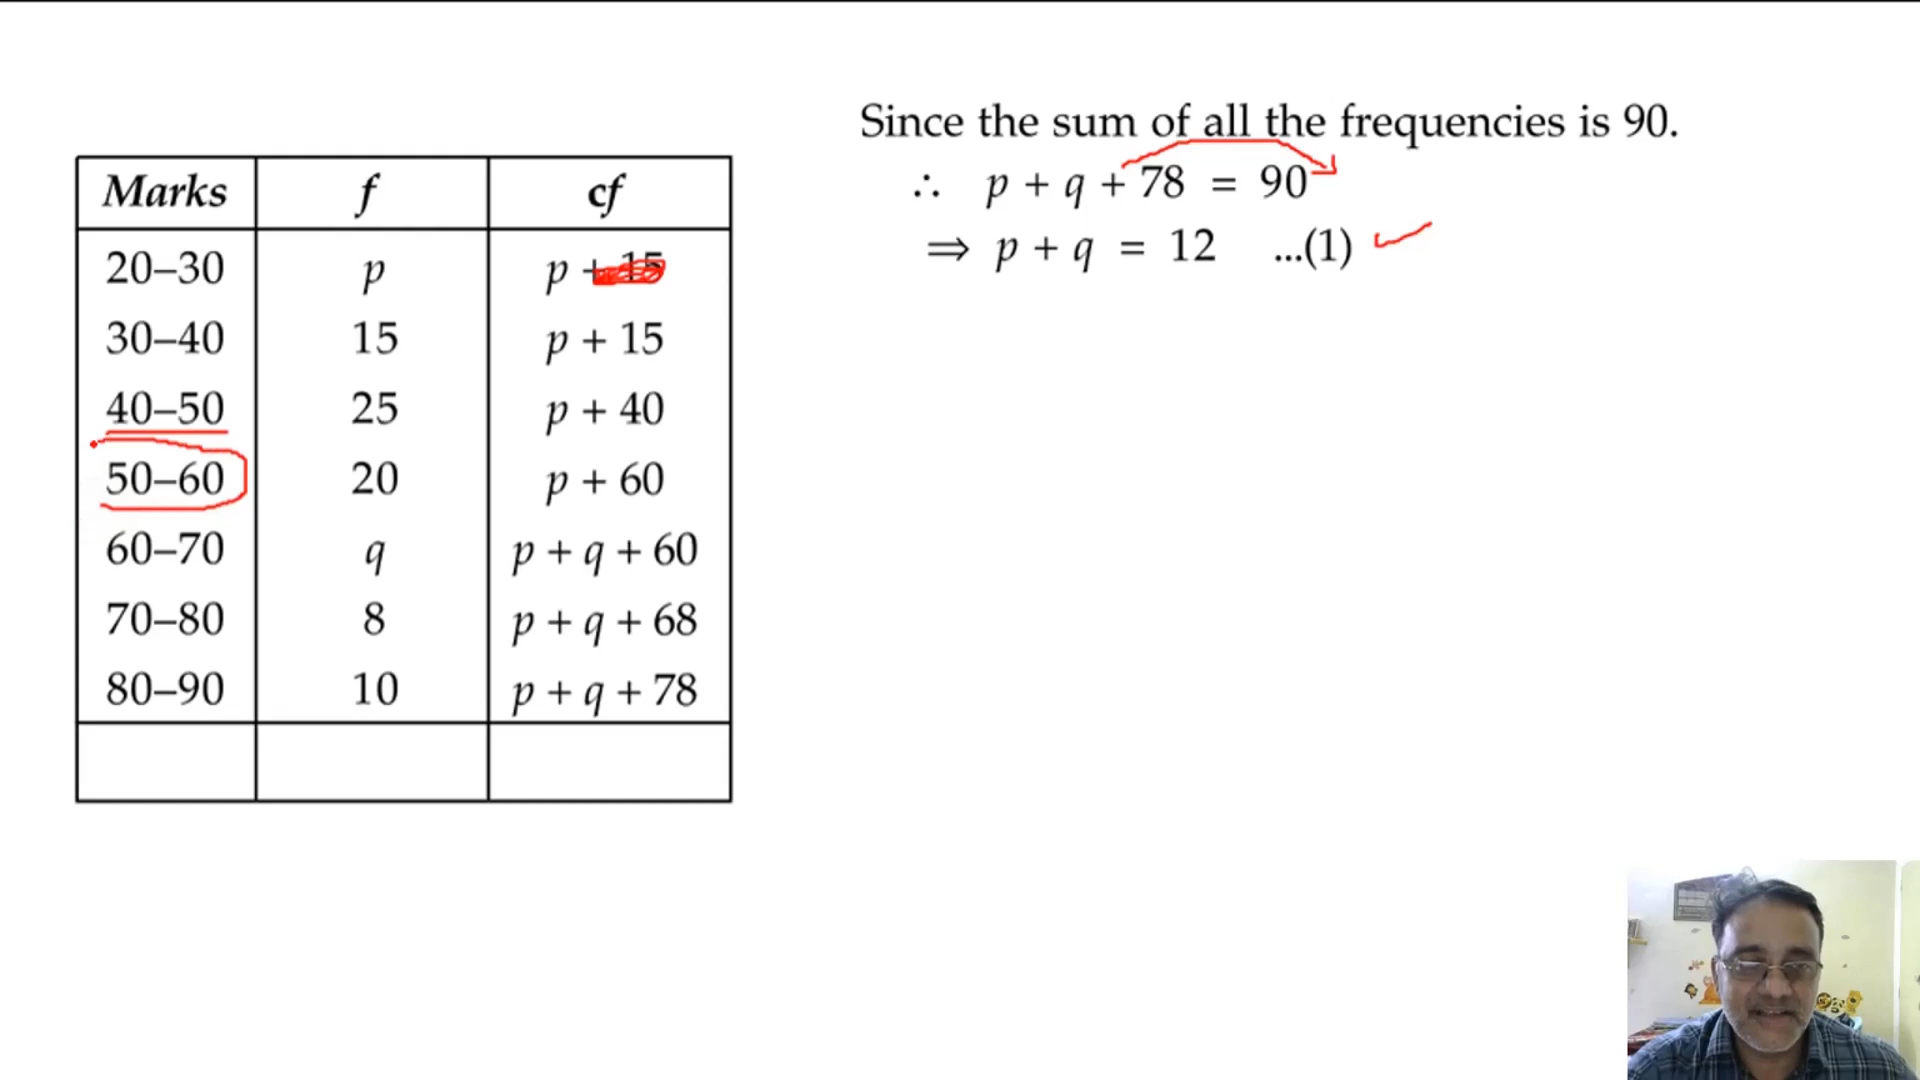 Since the sum of all the frequencies is 90.
∴ p + q + 78 = 90
⇒ p + q = 12 ...(1)
Marks f cf
20–30 p p + 15
30–40 15 p + 15
40–50 25 p + 40
50–60 20 p + 60
60–70 q p + q + 60
70–80 8 p + q + 68
80–90 10 p + q + 78